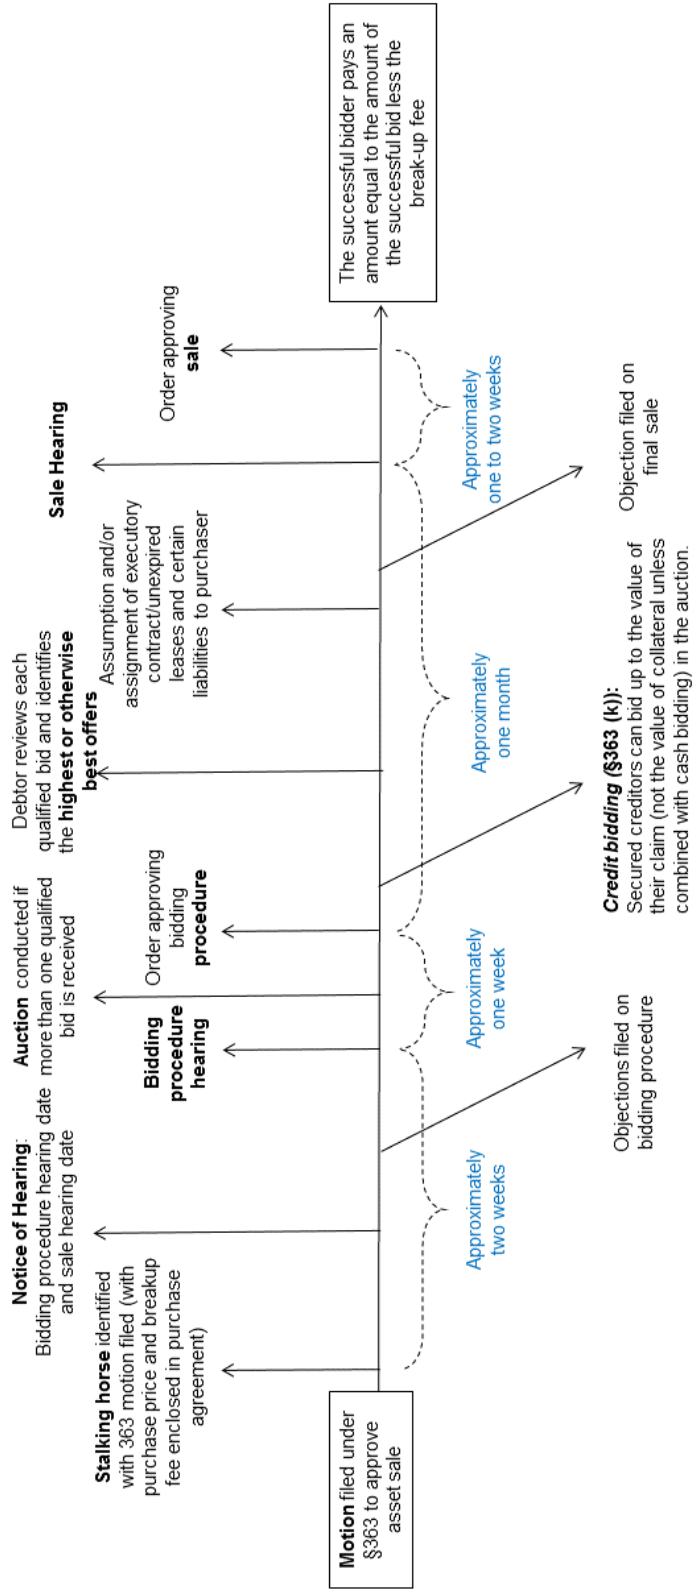 Motion filed under
§363 to approve
asset sale
Stalking horse identified
with 363 motion filed (with
purchase price and breakup
fee enclosed in purchase
agreement)
Notice of Hearing:
Bidding procedure hearing date
and sale hearing date
Bidding
procedure
hearing
Auction conducted if
more than one qualified
bid is received
Order approving
bidding
procedure
Debtor reviews each
qualified bid and identifies
the highest or otherwise
best offers
Assumption and/or
assignment of executory
contract/unexpired
leases and certain
liabilities to purchaser
Sale Hearing
Order approving
sale
The successful bidder pays an
amount equal to the amount of
the successful bid less the
break-up fee
Approximately
two weeks
Approximately
one week
Approximately
one month
Approximately
one to two weeks
Objections filed on
bidding procedure
Credit bidding (§363 (k)):
Secured creditors can bid up to the value of
their claim (not the value of collateral unless
combined with cash bidding) in the auction.
Objection filed on
final sale